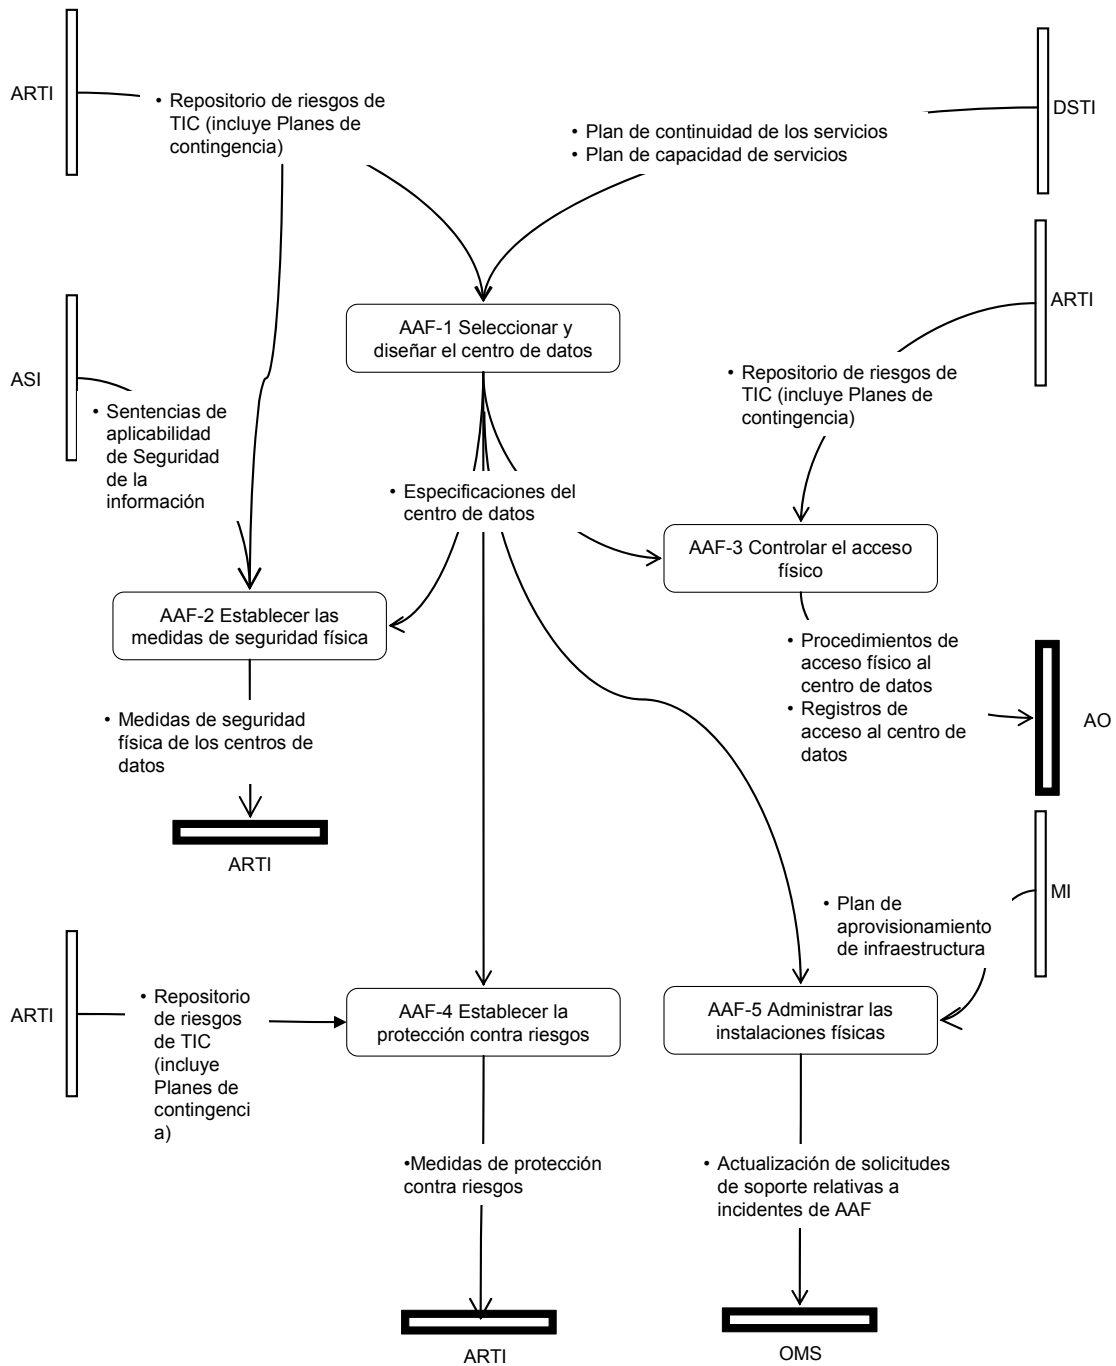 ARTI
• Repositorio de riesgos de
TIC (incluye Planes de
contingencia)
• Plan de continuidad de los servicios
• Plan de capacidad de servicios
DSTI
ARTI
AAF-1 Seleccionar y
diseñar el centro de datos
ASI
• Sentencias de
aplicabilidad
de Seguridad
de la
información
• Repositorio de riesgos de
TIC (incluye Planes de
contingencia)
• Especificaciones del
centro de datos
AAF-3 Controlar el acceso
físico
AAF-2 Establecer las
medidas de seguridad física
• Procedimientos de
acceso físico al
centro de datos
• Registros de
acceso al centro de
datos
AO
• Medidas de seguridad
física de los centros de
datos
ARTI
MI
• Plan de
aprovisionamiento
de infraestructura
ARTI
• Repositorio
de riesgos
de TIC
(incluye
Planes de
contingenci
a)
AAF-4 Establecer la
protección contra riesgos
AAF-5 Administrar las
instalaciones físicas
•Medidas de protección
contra riesgos
• Actualización de solicitudes
de soporte relativas a
incidentes de AAF
ARTI
OMS